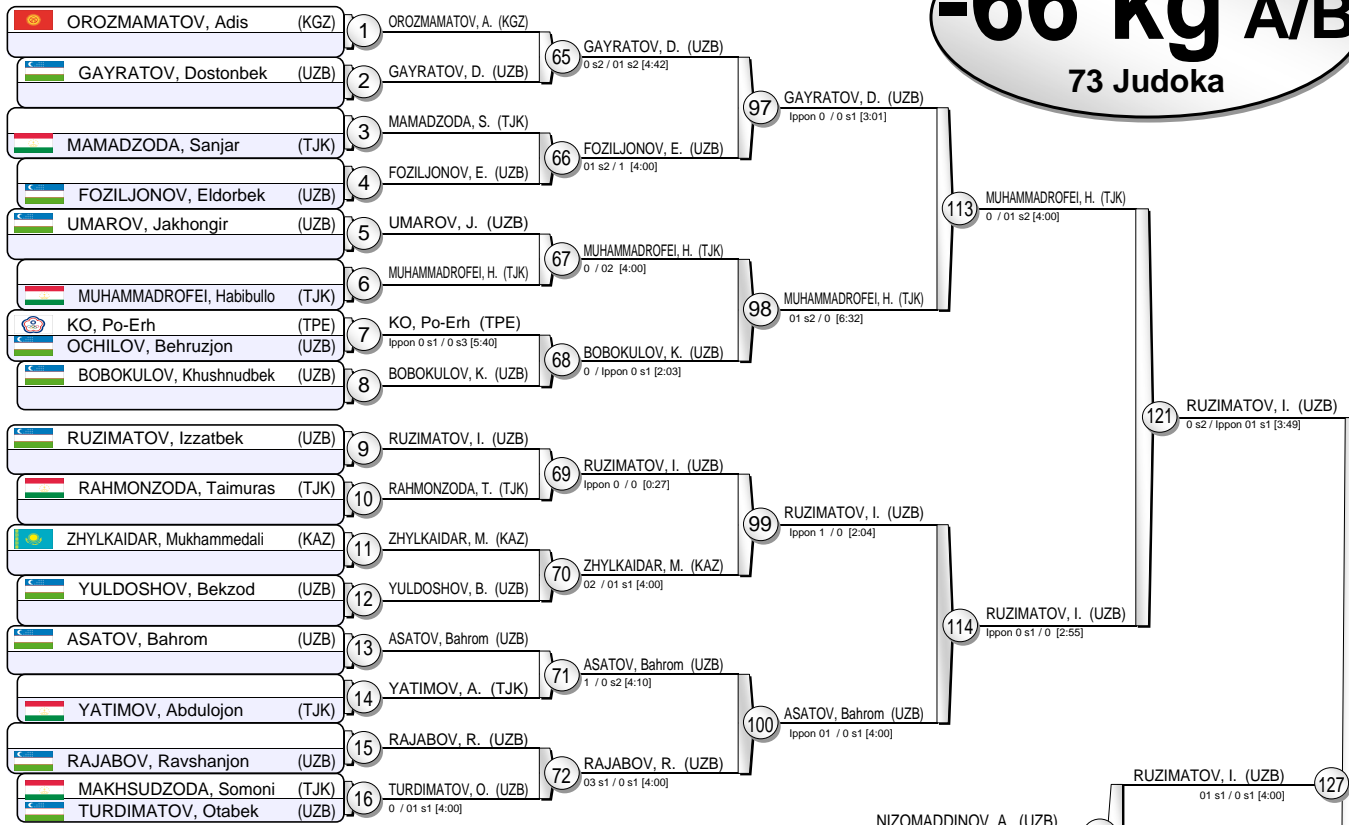 -66 kg A/B
73 Judoka
OROZMAMATOV, Adis (KGZ)
GAYRATOV, Dostonbek (UZB)
MAMADZODA, Sanjar (TJK)
FOZILJONOV, Eldorbek (UZB)
UMAROV, Jakhongir (UZB)
MUHAMMADROFEI, Habibullo (TJK)
KO, Po-Erh (TPE)
OCHILOV, Behruzjon (UZB)
BOBOKULOV, Khushnudbek (UZB)
RUZIMATOV, Izzatbek (UZB)
RAHMONZODA, Taimuras (TJK)
ZHYLKAIDAR, Mukhammedali (KAZ)
YULDOSHOV, Bekzod (UZB)
ASATOV, Bahrom (UZB)
YATIMOV, Abdulojon (TJK)
RAJABOV, Ravshanjon (UZB)
MAKHSUDZODA, Somoni (TJK)
TURDIMATOV, Otabek (UZB)
1 OROZMAMATOV, A. (KGZ)
2 GAYRATOV, D. (UZB)
3 MAMADZODA, S. (TJK)
4 FOZILJONOV, E. (UZB)
5 UMAROV, J. (UZB)
6 MUHAMMADROFEI, H. (TJK)
7 KO, Po-Erh (TPE)
Ippon 0 s1 / 0 s3 [5:40]
8 BOBOKULOV, K. (UZB)
9 RUZIMATOV, I. (UZB)
10 RAHMONZODA, T. (TJK)
11 ZHYLKAIDAR, M. (KAZ)
12 YULDOSHOV, B. (UZB)
13 ASATOV, Bahrom (UZB)
14 YATIMOV, A. (TJK)
15 RAJABOV, R. (UZB)
16 TURDIMATOV, O. (UZB)
0 / 01 s1 [4:00]
65 GAYRATOV, D. (UZB)
0 s2 / 01 s2 [4:42]
66 FOZILJONOV, E. (UZB)
01 s2 / 1 [4:00]
67 MUHAMMADROFEI, H. (TJK)
0 / 02 [4:00]
68 BOBOKULOV, K. (UZB)
0 / Ippon 0 s1 [2:03]
69 RUZIMATOV, I. (UZB)
Ippon 0 / 0 [0:27]
70 ZHYLKAIDAR, M. (KAZ)
02 / 01 s1 [4:00]
71 ASATOV, Bahrom (UZB)
1 / 0 s2 [4:10]
72 RAJABOV, R. (UZB)
03 s1 / 0 s1 [4:00]
97 GAYRATOV, D. (UZB)
Ippon 0 / 0 s1 [3:01]
98 MUHAMMADROFEI, H. (TJK)
01 s2 / 0 [6:32]
99 RUZIMATOV, I. (UZB)
Ippon 1 / 0 [2:04]
100 ASATOV, Bahrom (UZB)
Ippon 01 / 0 s1 [4:00]
113 MUHAMMADROFEI, H. (TJK)
0 / 01 s2 [4:00]
114 RUZIMATOV, I. (UZB)
Ippon 0 s1 / 0 [2:55]
121 RUZIMATOV, I. (UZB)
0 s2 / Ippon 01 s1 [3:49]
RUZIMATOV, I. (UZB) 127
01 s1 / 0 s1 [4:00]
NIZOMADDINOV, A. (UZB)